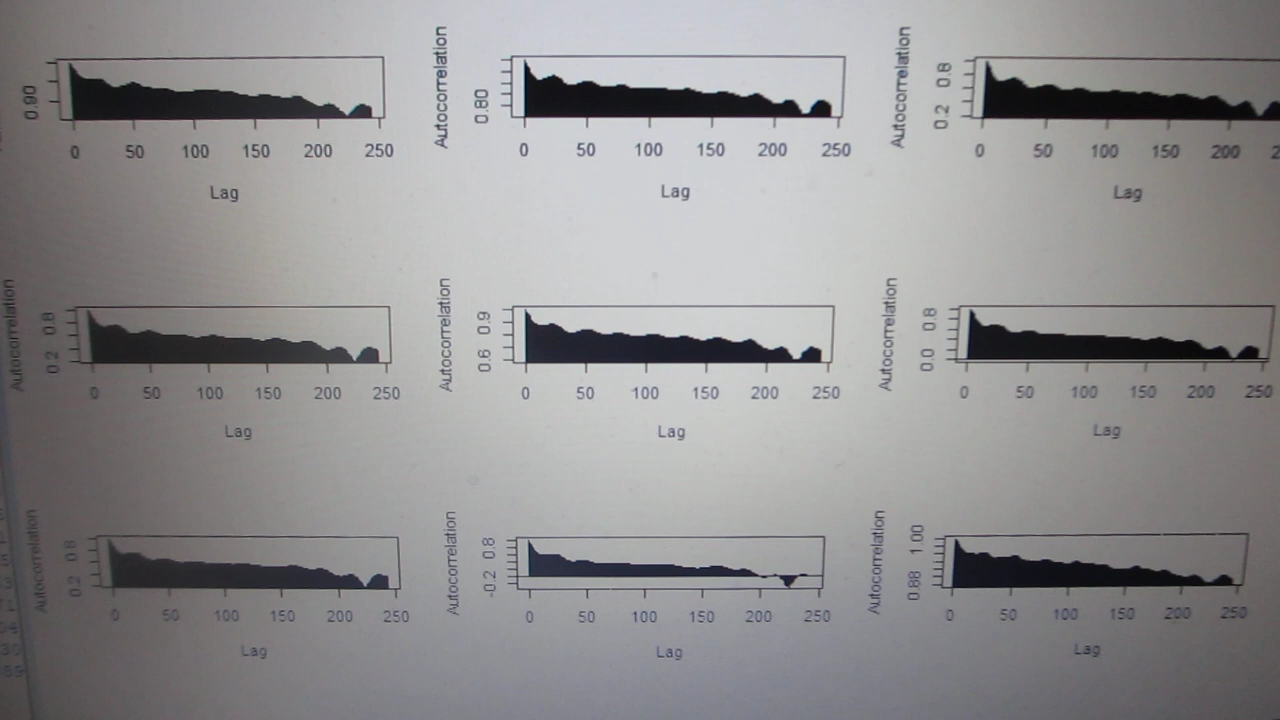 Autocorrelation Autocorrelation
0.90 0.80 0.2 0.8
0 50 100 150 200 250 0 50 100 150 200 250 0 50 100 150 200
Lag Lag Lag
Autocorrelation Autocorrelation Autocorrelation
0.2 0.8 0.6 0.9 0.0 0.8
0 50 100 150 200 250 0 50 100 150 200 250 0 50 100 150 200 250
Lag Lag Lag
Autocorrelation Autocorrelation Autocorrelation
0.2 0.8 -0.2 0.8 0.88 1.00
0 50 100 150 200 250 0 50 100 150 200 250 0 50 100 150 200 250
Lag Lag Lag